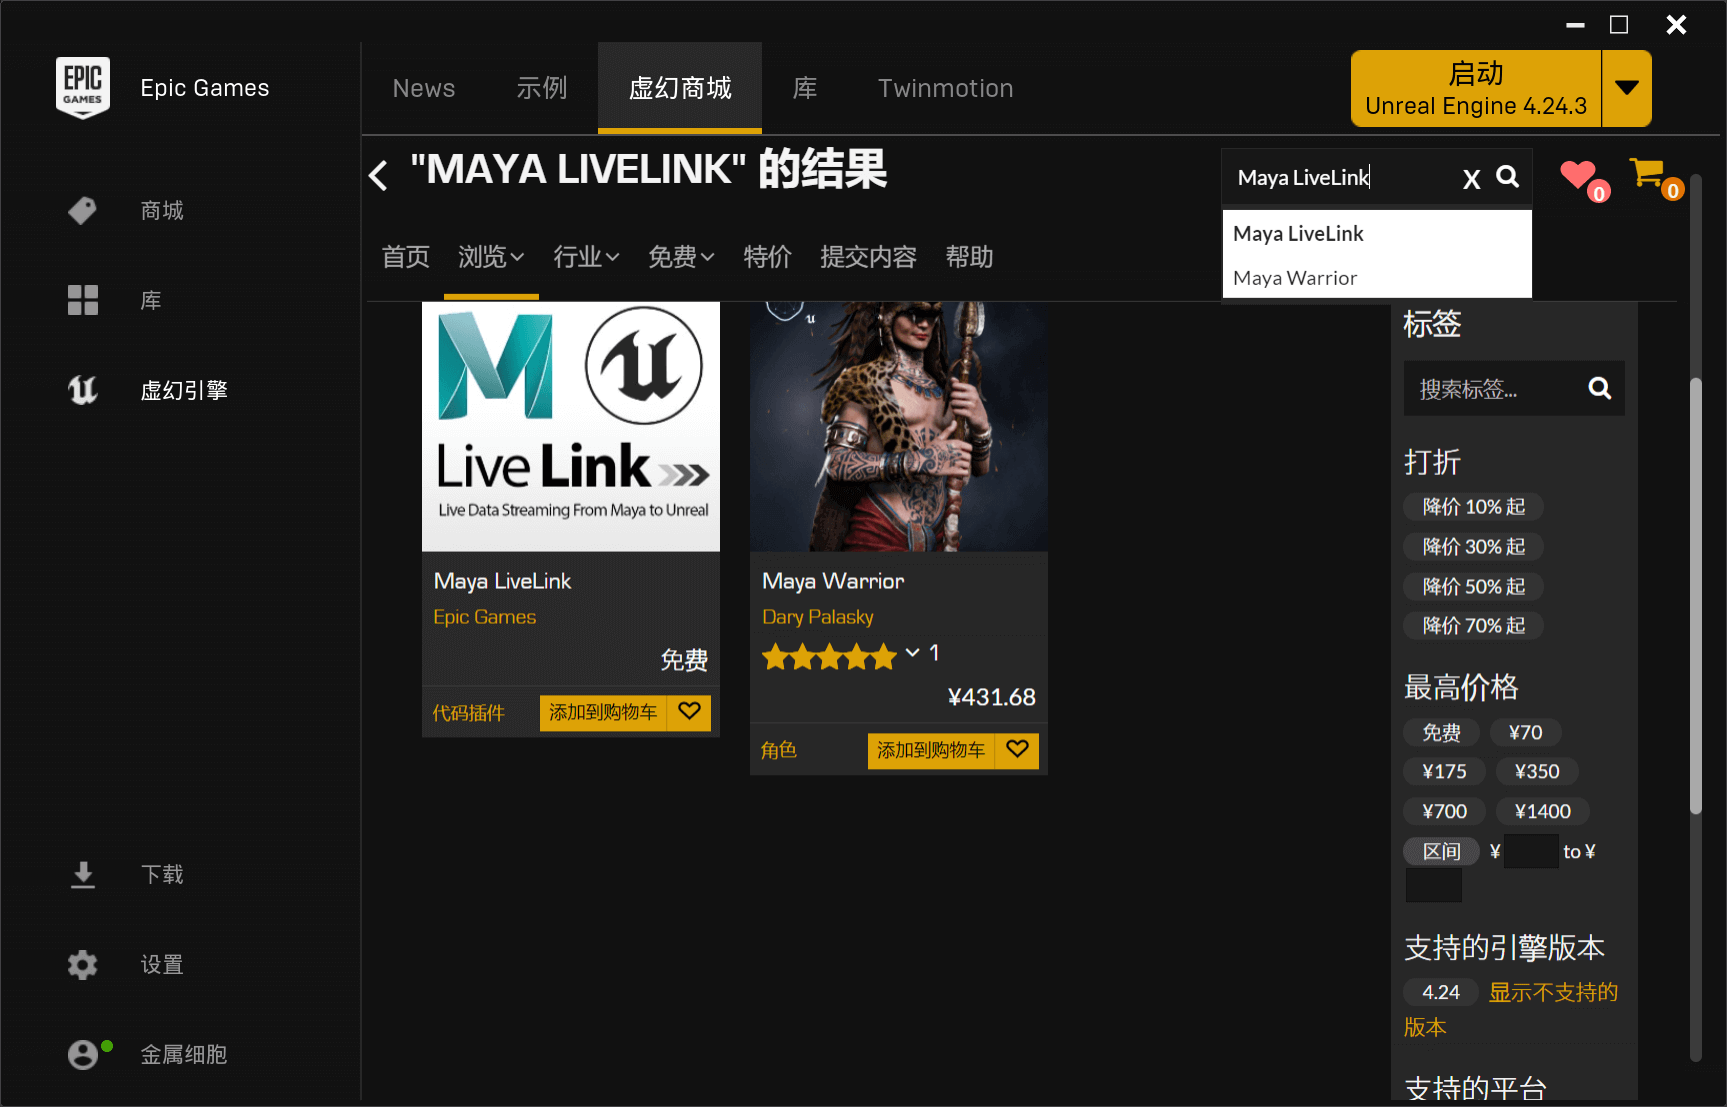 EPIC
GAMES
Epic Games
商城
库
虚幻引擎
下载
设置
金属细胞
News
示例
虚幻商城
库
Twinmotion
启动
Unreal Engine 4.24.3
"MAYA LIVELINK" 的结果
Maya LiveLink
X
0
0
Maya LiveLink
Maya Warrior
首页
浏览
行业
免费
特价
提交内容
帮助
Live Link
Live Data Streaming From Maya to Unreal
Maya LiveLink
Epic Games
免费
代码插件
添加到购物车
Maya Warrior
Dary Palasky
1
¥431.68
角色
添加到购物车
标签
搜索标签...
打折
降价 10% 起
降价 30% 起
降价 50% 起
降价 70% 起
最高价格
免费
¥70
¥175
¥350
¥700
¥1400
区间
¥
to ¥
支持的引擎版本
4.24 显示不支持的
版本
支持的平台